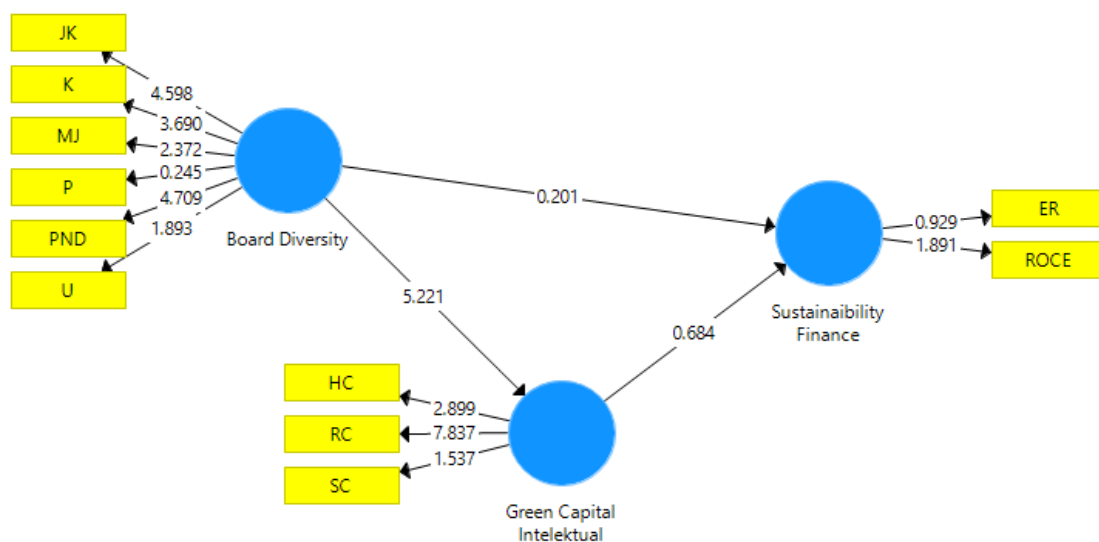 JK
K
MJ
P
PND
U
4.598
3.690
2.372
0.245
4.709
1.893
Board Diversity
0.201
5.221
0.684
ER
ROCE
0.929
1.891
Sustainaibility
Finance
HC
RC
SC
2.899
7.837
1.537
Green Capital
Intelektual